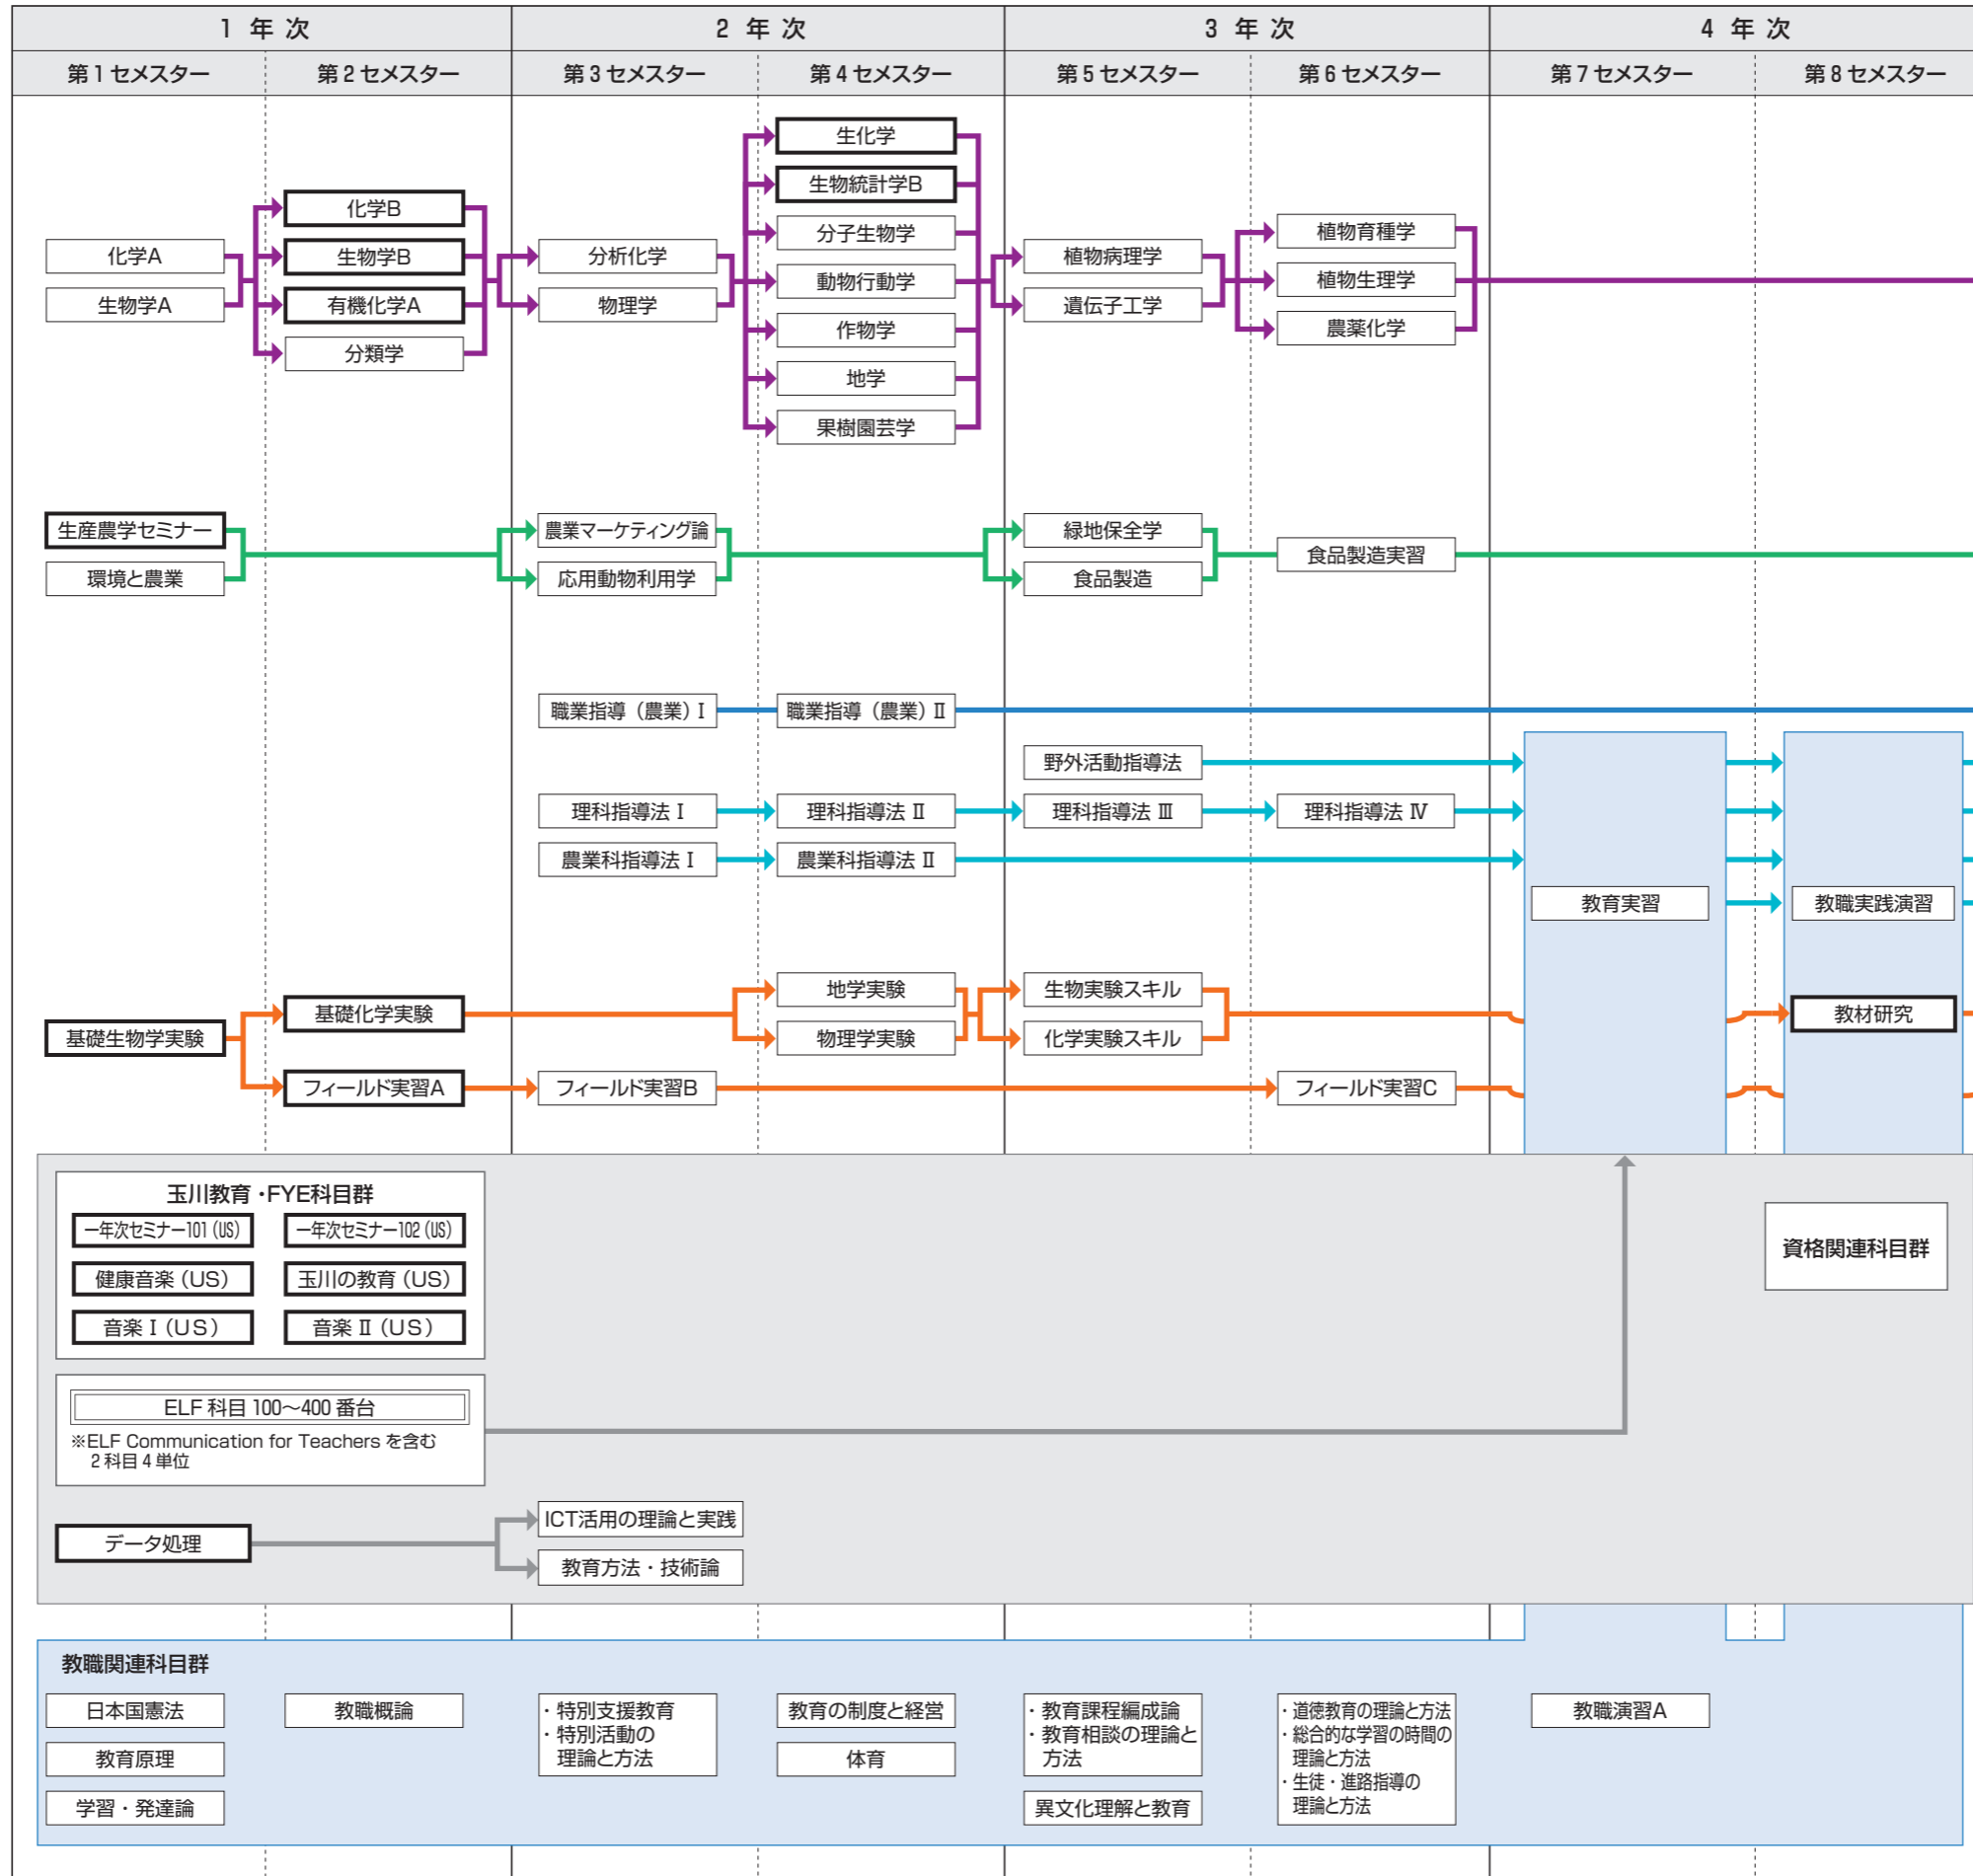 1 年 次
2 年 次
3 年 次
4 年 次
第1セメスター
第2セメスター
第3セメスター
第4セメスター
第5セメスター
第6セメスター
第7セメスター
第8セメスター
化学A
生物学A
化学B
生物学B
有機化学A
分類学
分析化学
物理学
生化学
生物統計学B
分子生物学
動物行動学
作物学
地学
果樹園芸学
植物病理学
遺伝子工学
植物育種学
植物生理学
農薬化学
生産農学セミナー
環境と農業
農業マーケティング論
応用動物利用学
緑地保全学
食品製造
食品製造実習
職業指導（農業）Ⅰ
職業指導（農業）Ⅱ
野外活動指導法
理科指導法 Ⅰ
理科指導法 Ⅱ
理科指導法 Ⅲ
理科指導法 Ⅳ
農業科指導法 Ⅰ
農業科指導法 Ⅱ
教育実習
教職実践演習
基礎生物学実験
基礎化学実験
フィールド実習A
フィールド実習B
地学実験
物理学実験
生物実験スキル
化学実験スキル
フィールド実習C
教材研究
玉川教育・FYE科目群
一年次セミナー101（US）
一年次セミナー102（US）
健康音楽（US）
玉川の教育（US）
音楽 Ⅰ（US）
音楽 Ⅱ（US）
資格関連科目群
ELF 科目 100〜400 番台
※ELF Communication for Teachers を含む
2 科目 4 単位
データ処理
ICT活用の理論と実践
教育方法・技術論
教職関連科目群
日本国憲法
教育原理
学習・発達論
教職概論
・特別支援教育
・特別活動の
理論と方法
教育の制度と経営
体育
・教育課程編成論
・教育相談の理論と
方法
異文化理解と教育
・道徳教育の理論と方法
・総合的な学習の時間の
理論と方法
・生徒・進路指導の
理論と方法
教職演習A